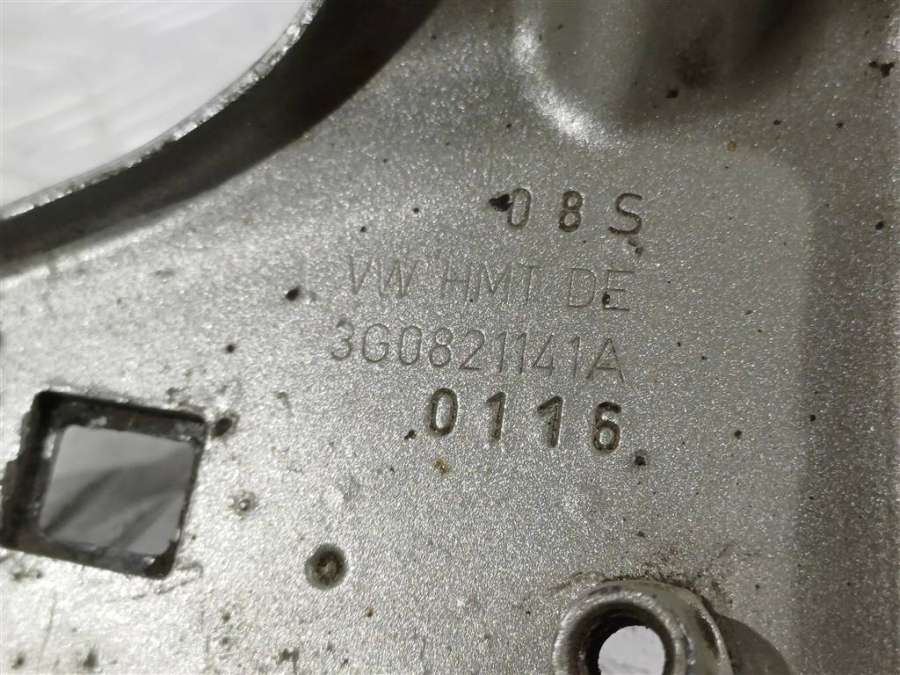 08S
VW HMT DE
3G0821141A
0116